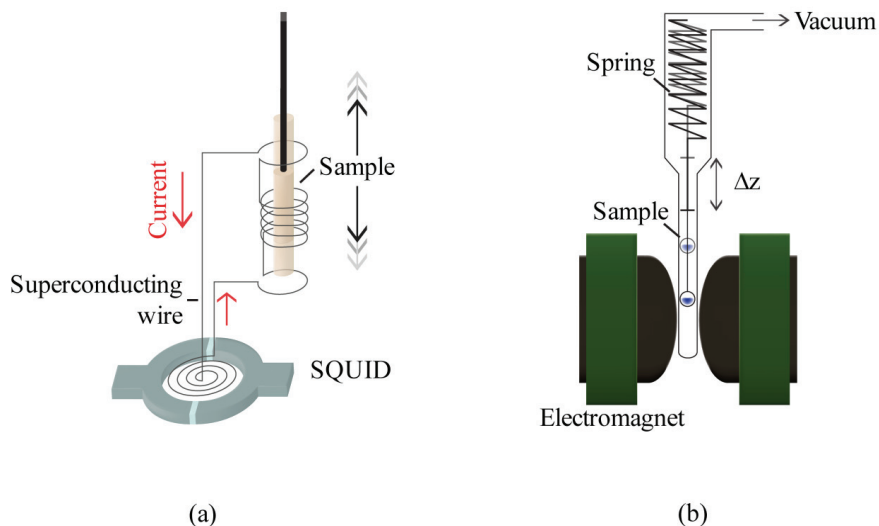 Current
Sample
Superconducting
wire
SQUID
(a)
Vacuum
Spring
Δz
Sample
Electromagnet
(b)